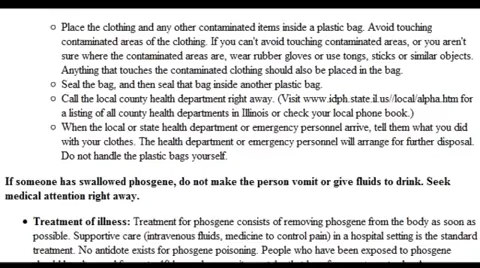 Place the clothing and any other contaminated items inside a plastic bag. Avoid touching
contaminated areas of the clothing. If you can't avoid touching contaminated areas, or you aren't
sure where the contaminated areas are, wear rubber gloves or use tongs, sticks or similar objects.
Anything that touches the contaminated clothing should also be placed in the bag.
Seal the bag, and then seal that bag inside another plastic bag.
Call the local county health department right away. (Visit www.idph.state.il.us//local/alpha.htm for
a listing of all county health departments in Illinois or check your local phone book.)
When the local or state health department or emergency personnel arrive, tell them what you did
with your clothes. The health department or emergency personnel will arrange for further disposal.
Do not handle the plastic bags yourself.
If someone has swallowed phosgene, do not make the person vomit or give fluids to drink. Seek
medical attention right away.
Treatment of illness: Treatment for phosgene consists of removing phosgene from the body as soon as
possible. Supportive care (intravenous fluids, medicine to control pain) in a hospital setting is the standard
treatment. No antidote exists for phosgene poisoning. People who have been exposed to phosgene